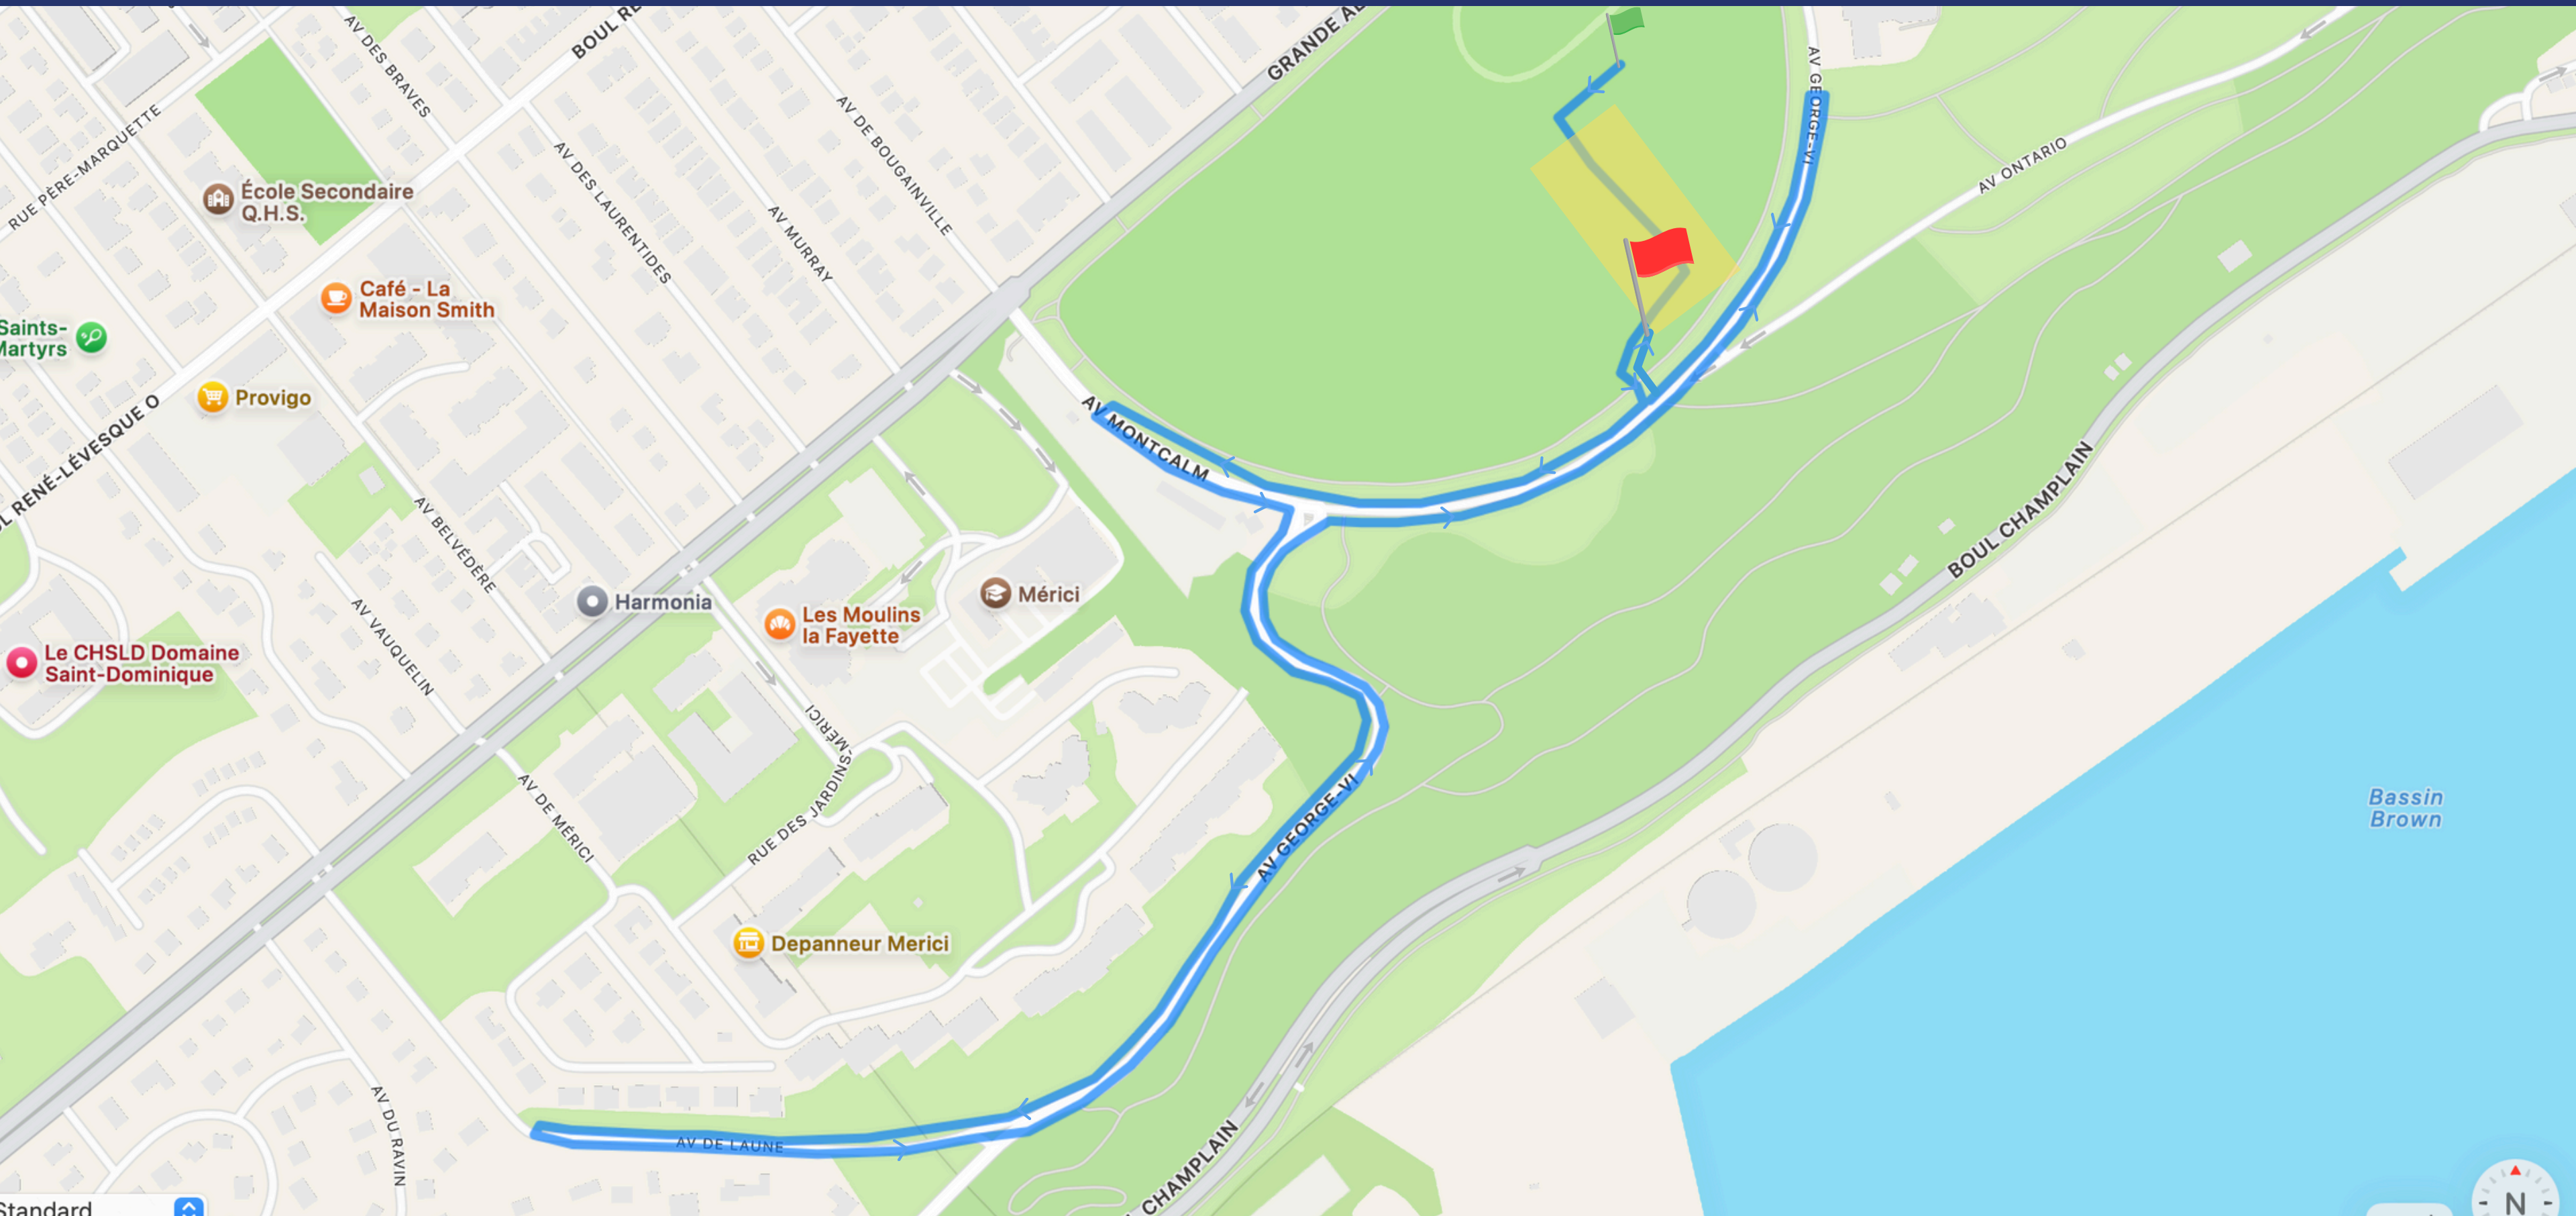 AV DES BRAVES
BOUL RE
GRANDE AL
AV GEORGE-VI
RUE PÈRE-MARQUETTE
AV DE BOUGAINVILLE
AV ONTARIO
École Secondaire
Q.H.S.
AV DES LAURENTIDES
AV MURRAY
Café - La
Maison Smith
Saints-
Martyrs
Provigo
L RENÉ-LÉVESQUE O
AV MONTCALM
AV BELVÉDÈRE
BOUL CHAMPLAIN
Harmonia
Mérici
Les Moulins
la Fayette
AV VAUQUELIN
Le CHSLD Domaine
Saint-Dominique
RUE DES JARDINS-MÉRICI
AV DE MÉRICI
AV GEORGE-VI
Bassin
Brown
Depanneur Merici
AV DU RAVIN
AV DE LAUNE
CHAMPLAIN
Standard
N